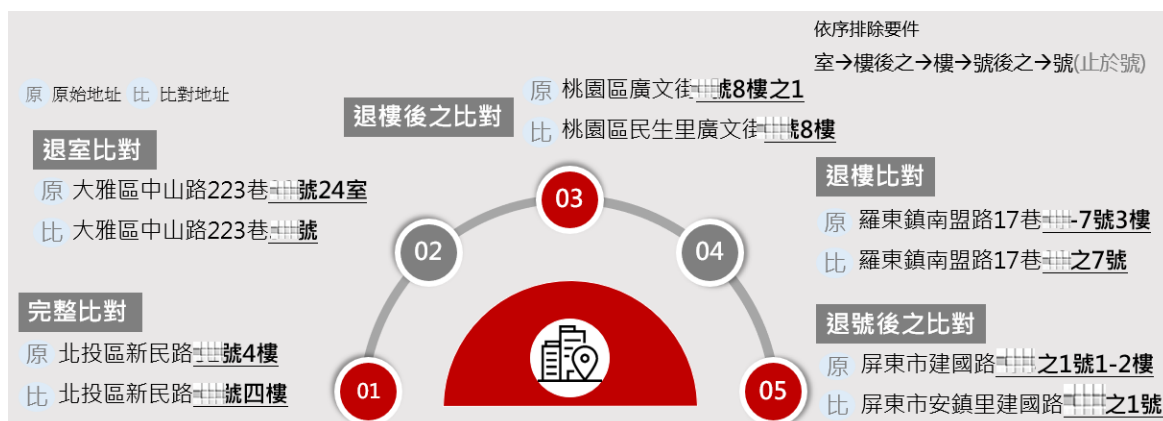 依序排除要件
室→樓後之→樓→號後之→號(止於號)
原 原始地址 比 比對地址
退樓後之比對
原 桃園區廣文街號8樓之1
比 桃園區民生里廣文街號8樓
退室比對
原 大雅區中山路223巷號24室
比 大雅區中山路223巷號
退樓比對
原 羅東鎮南盟路17巷-7號3樓
比 羅東鎮南盟路17巷之7號
完整比對
原 北投區新民路號4樓
比 北投區新民路號四樓
退號後之比對
原 屏東市建國路之1號1-2樓
比 屏東市安鎮里建國路之1號
01
02
03
04
05